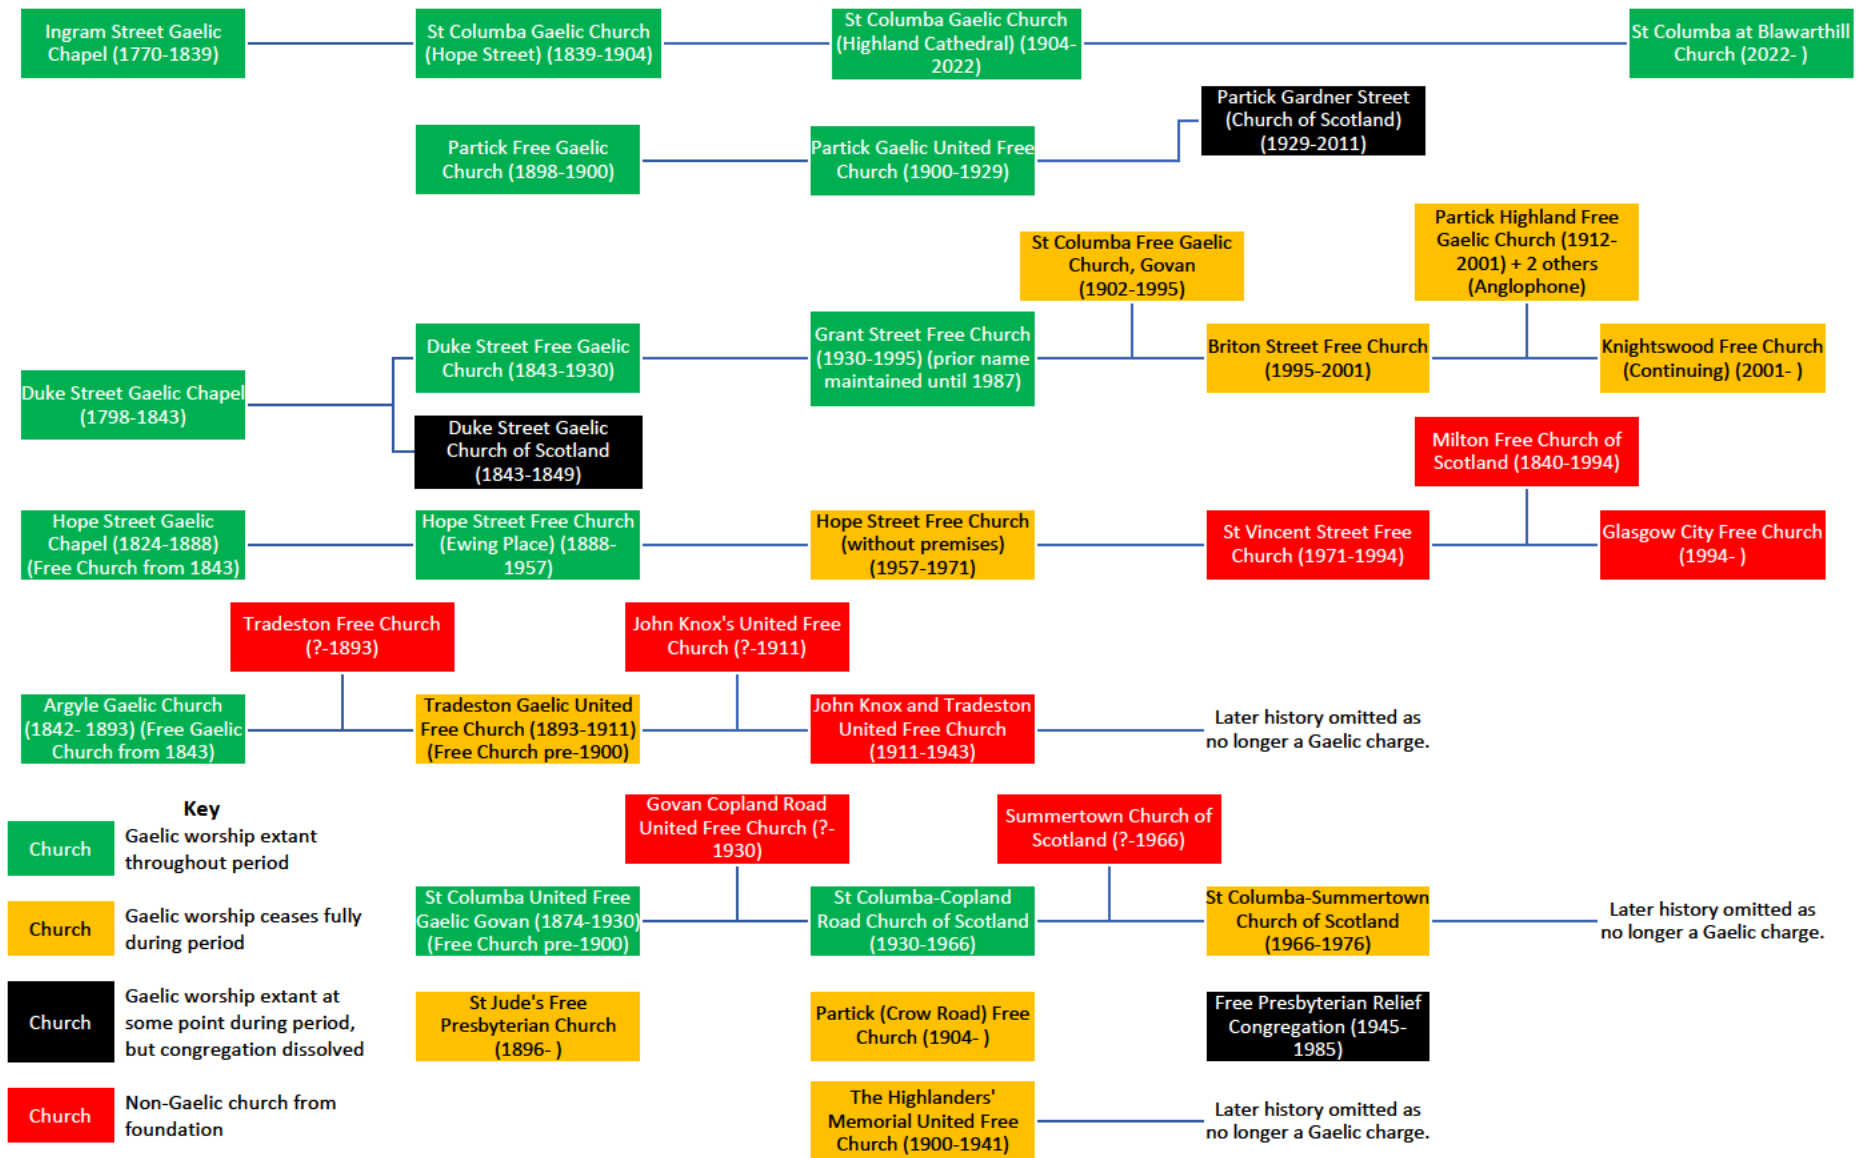 Ingram Street Gaelic
Chapel (1770-1839)
St Columba Gaelic Church
(Hope Street) (1839-1904)
St Columba Gaelic Church
(Highland Cathedral) (1904-
2022)
St Columba at Blawarthill
Church (2022- )
Partick Free Gaelic
Church (1898-1900)
Partick Gaelic United Free
Church (1900-1929)
Partick Gardner Street
(Church of Scotland)
(1929-2011)
St Columba Free Gaelic
Church, Govan
(1902-1995)
Partick Highland Free
Gaelic Church (1912-
2001) + 2 others
(Anglophone)
Duke Street Gaelic Chapel
(1798-1843)
Duke Street Free Gaelic
Church (1843-1930)
Grant Street Free Church
(1930-1995) (prior name
maintained until 1987)
Briton Street Free Church
(1995-2001)
Knightswood Free Church
(Continuing) (2001- )
Duke Street Gaelic
Church of Scotland
(1843-1849)
Milton Free Church of
Scotland (1840-1994)
Hope Street Gaelic
Chapel (1824-1888)
(Free Church from 1843)
Hope Street Free Church
(Ewing Place) (1888-
1957)
Hope Street Free Church
(without premises)
(1957-1971)
St Vincent Street Free
Church (1971-1994)
Glasgow City Free Church
(1994- )
Tradeston Free Church
(?-1893)
John Knox's United Free
Church (?-1911)
Argyle Gaelic Church
(1842- 1893) (Free Gaelic
Church from 1843)
Tradeston Gaelic United
Free Church (1893-1911)
(Free Church pre-1900)
John Knox and Tradeston
United Free Church
(1911-1943)
Later history omitted as
no longer a Gaelic charge.
Govan Copland Road
United Free Church (?-
1930)
Summertown Church of
Scotland (?-1966)
St Columba United Free
Gaelic Govan (1874-1930)
(Free Church pre-1900)
St Columba-Copland
Road Church of Scotland
(1930-1966)
St Columba-Summertown
Church of Scotland
(1966-1976)
Later history omitted as
no longer a Gaelic charge.
St Jude's Free
Presbyterian Church
(1896- )
Partick (Crow Road) Free
Church (1904- )
Free Presbyterian Relief
Congregation (1945-
1985)
The Highlanders'
Memorial United Free
Church (1900-1941)
Later history omitted as
no longer a Gaelic charge.
Key
Church
Gaelic worship extant
throughout period
Church
Gaelic worship ceases fully
during period
Church
Gaelic worship extant at
some point during period,
but congregation dissolved
Church
Non-Gaelic church from
foundation